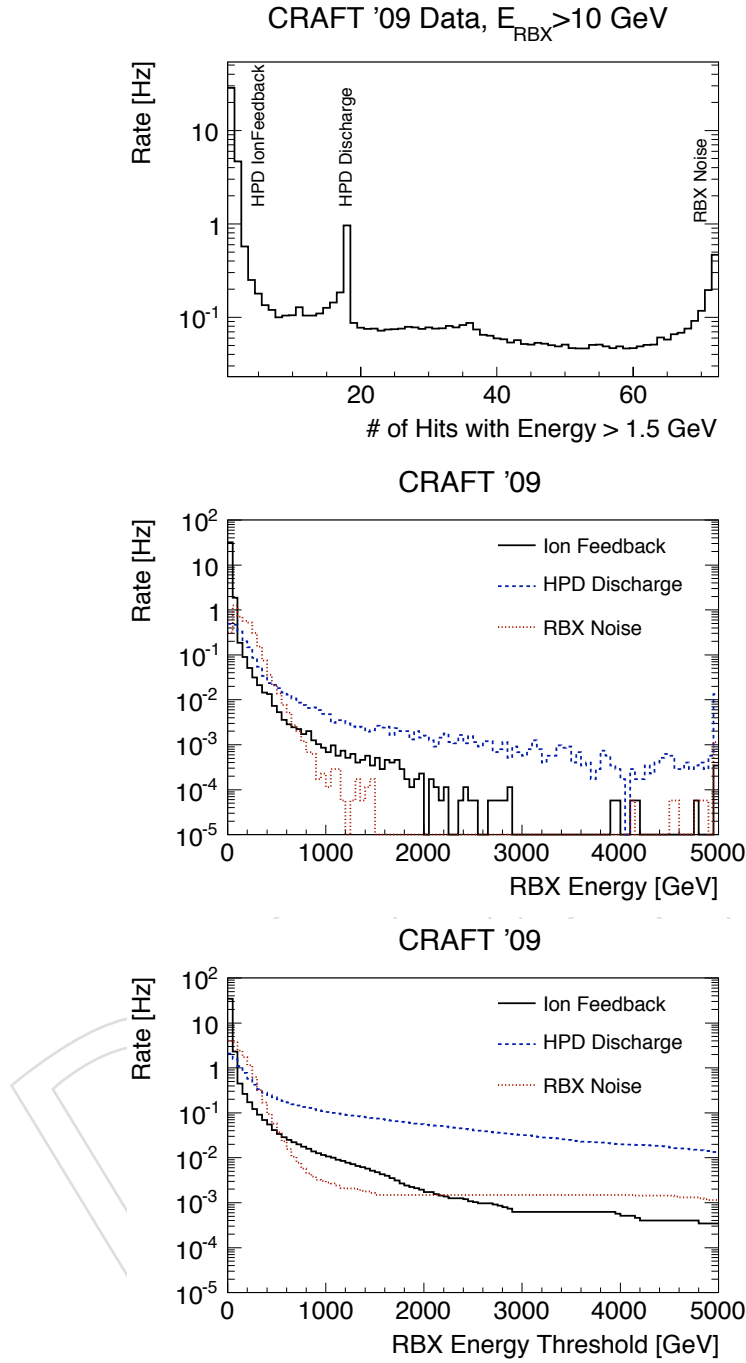 CRAFT '09 Data, E_RBX>10 GeV
Rate [Hz]
10
1
10^-1
HPD IonFeedback
HPD Discharge
RBX Noise
20 40 60
# of Hits with Energy > 1.5 GeV
CRAFT '09
Rate [Hz]
10^2
10
1
10^-1
10^-2
10^-3
10^-4
10^-5
Ion Feedback
HPD Discharge
RBX Noise
0 1000 2000 3000 4000 5000
RBX Energy [GeV]
CRAFT '09
Rate [Hz]
10^2
10
1
10^-1
10^-2
10^-3
10^-4
10^-5
Ion Feedback
HPD Discharge
RBX Noise
0 1000 2000 3000 4000 5000
RBX Energy Threshold [GeV]